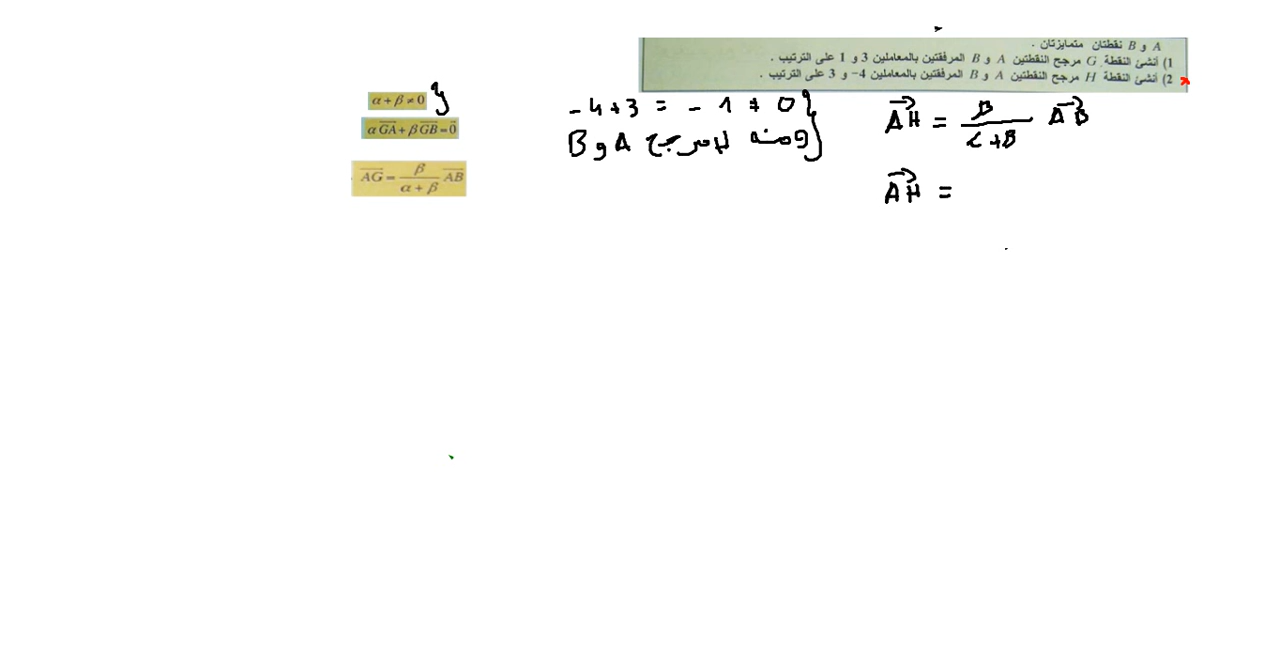 A و B نقطتان متمايزتان .
1) أنشئ النقطة G مرجح النقطتين A و B المرفقتين بالمعاملين 3 و 1 على الترتيب .
2) أنشئ النقطة H مرجح النقطتين A و B المرفقتين بالمعاملين 4− و 3 على الترتيب .
α + β ≠ 0 }
α GA + β GB = 0
AG = β / (α + β) AB
- 4 + 3 = - 1 ≠ 0 }
ومنه H مرجح A و B
AH = β / (α + β) AB
AH =